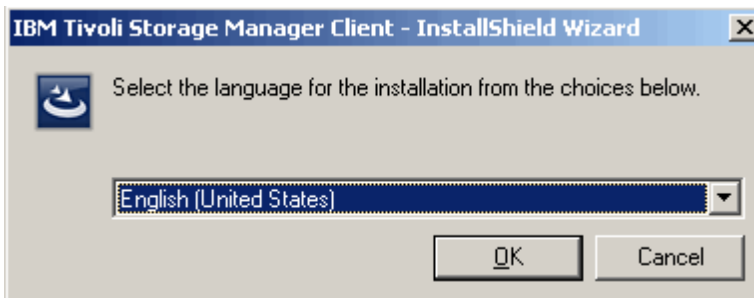 IBM Tivoli Storage Manager Client - InstallShield Wizard
Select the language for the installation from the choices below.
English (United States)
OK Cancel